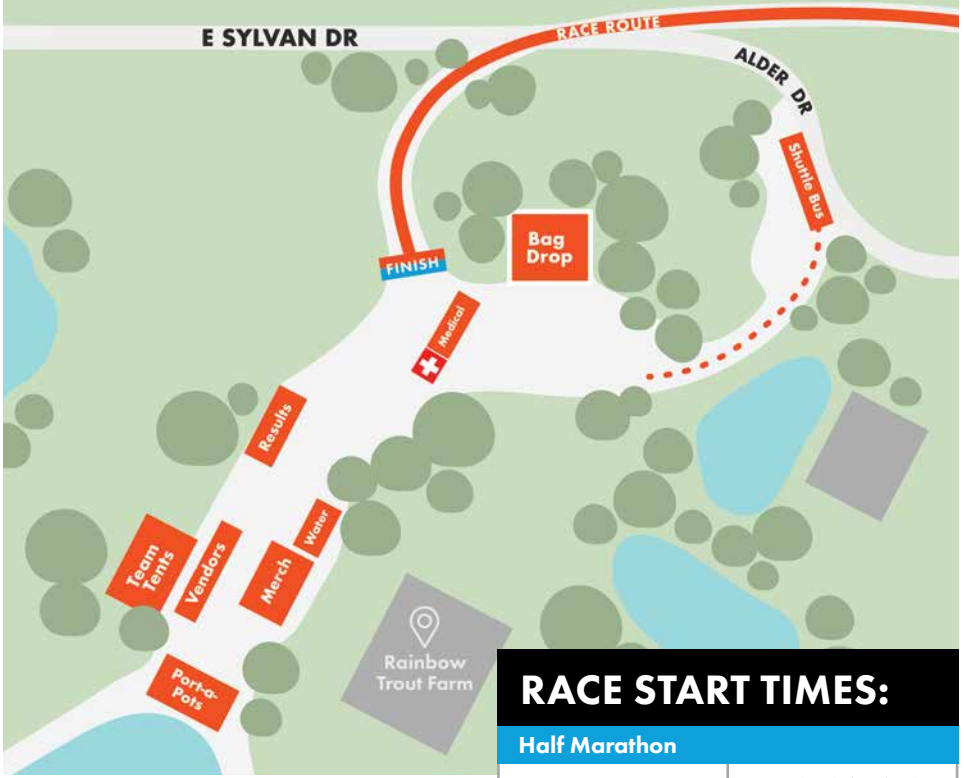 E SYLVAN DR
RACE ROUTE
ALDER DR
Shuttle Bus
Bag
Drop
FINISH
Medical
Results
Water
Team
Tents
Vendors
Merch
Port-a-
Pots
Rainbow
Trout Farm
RACE START TIMES:
Half Marathon